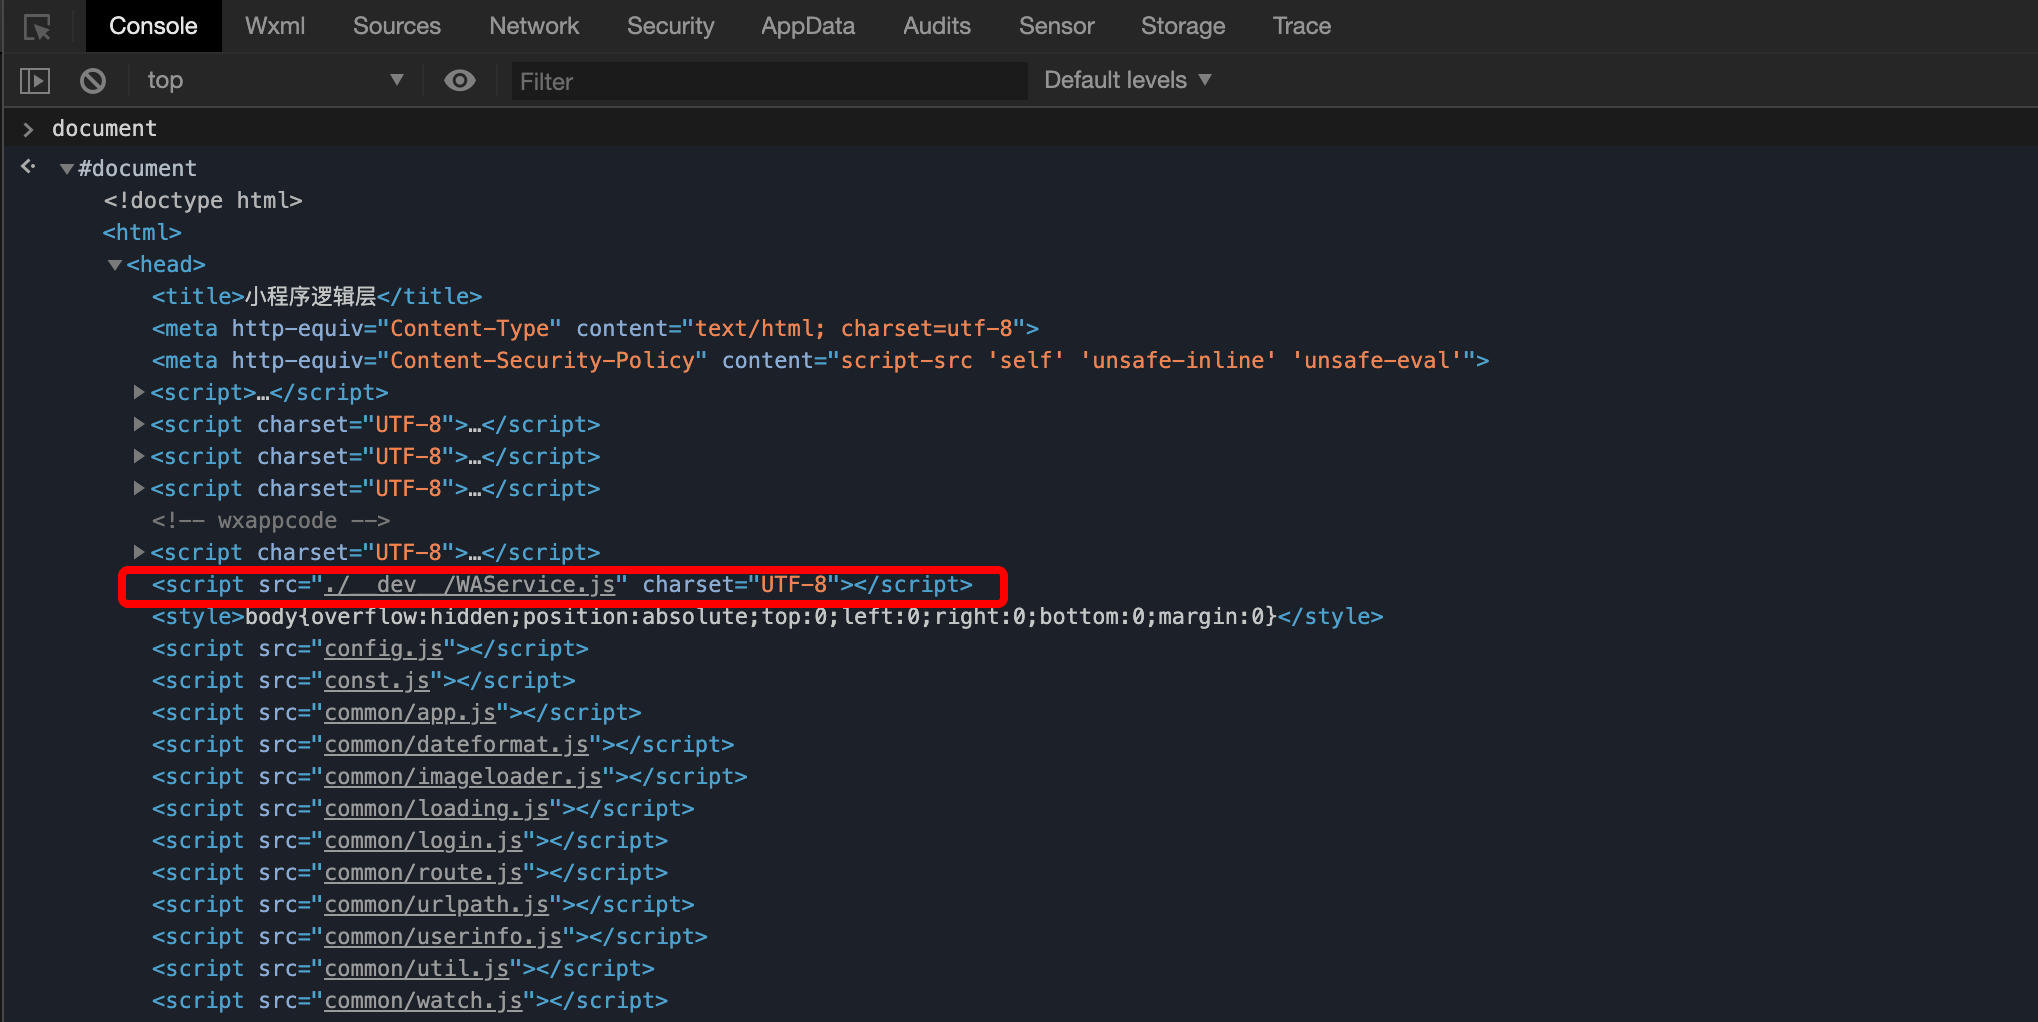 Console Wxml Sources Network Security AppData Audits Sensor Storage Trace
top Filter Default levels
document
#document
<!doctype html>
<html>
<head>
<title>小程序逻辑层</title>
<meta http-equiv="Content-Type" content="text/html; charset=utf-8">
<meta http-equiv="Content-Security-Policy" content="script-src 'self' 'unsafe-inline' 'unsafe-eval'">
<script>…</script>
<script charset="UTF-8">…</script>
<script charset="UTF-8">…</script>
<script charset="UTF-8">…</script>
<!-- wxappcode -->
<script charset="UTF-8">…</script>
<script src="./__dev__/WAService.js" charset="UTF-8"></script>
<style>body{overflow:hidden;position:absolute;top:0;left:0;right:0;bottom:0;margin:0}</style>
<script src="config.js"></script>
<script src="const.js"></script>
<script src="common/app.js"></script>
<script src="common/dateformat.js"></script>
<script src="common/imageloader.js"></script>
<script src="common/loading.js"></script>
<script src="common/login.js"></script>
<script src="common/route.js"></script>
<script src="common/urlpath.js"></script>
<script src="common/userinfo.js"></script>
<script src="common/util.js"></script>
<script src="common/watch.js"></script>